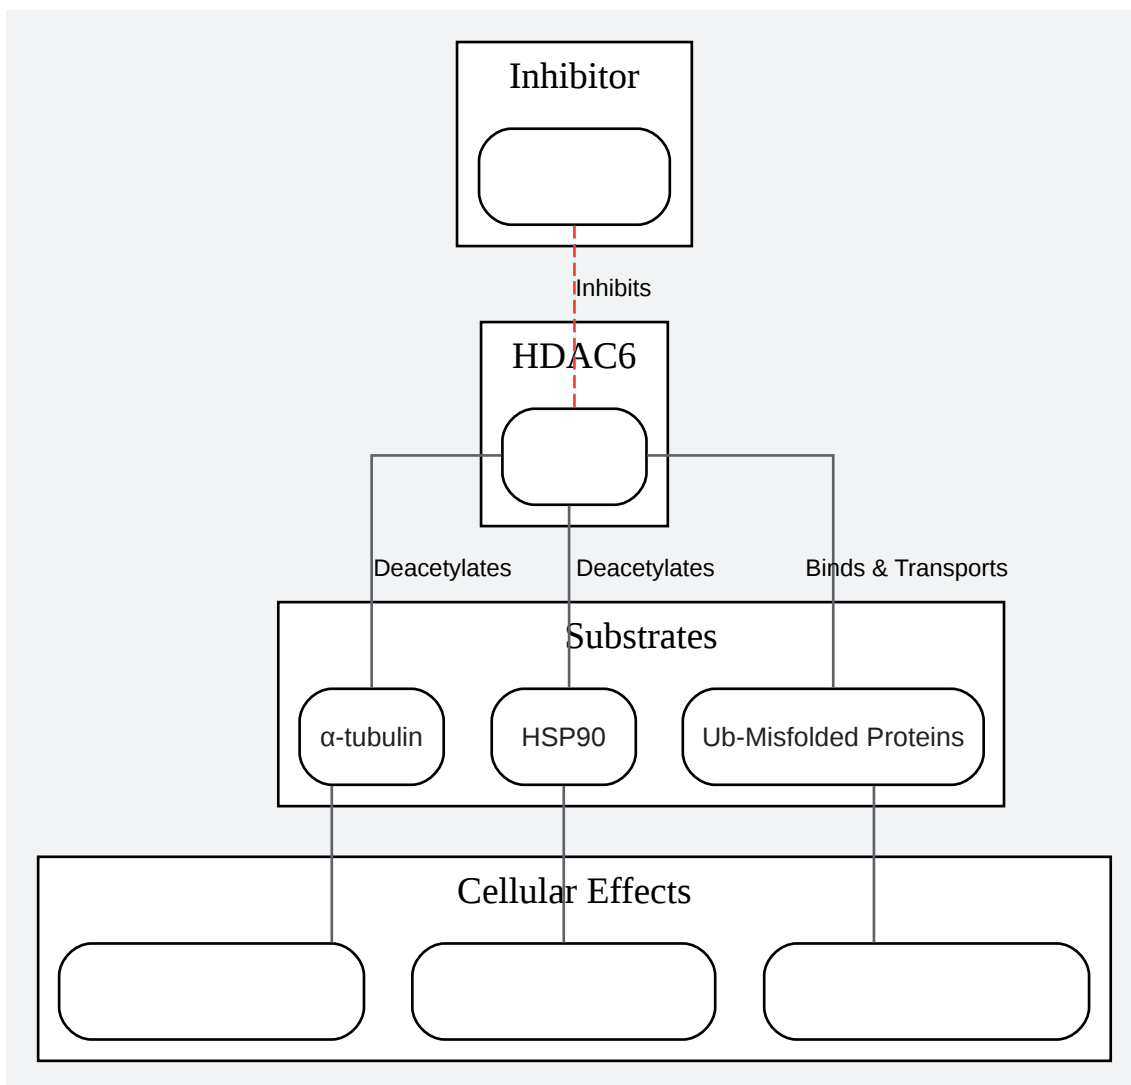 Inhibitor
Inhibits
HDAC6
Deacetylates
Deacetylates
Binds & Transports
Substrates
α-tubulin
HSP90
Ub-Misfolded Proteins
Cellular Effects